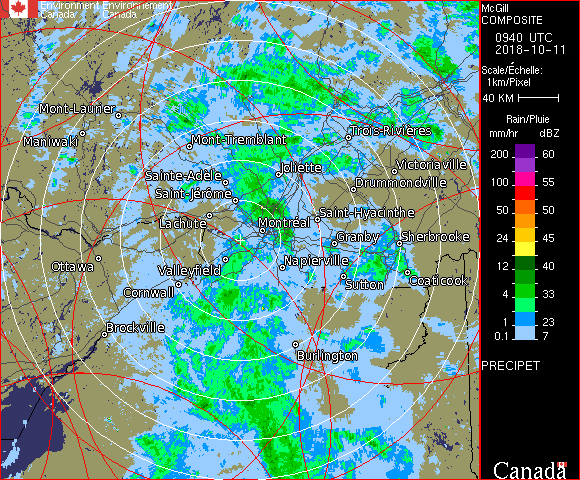 Environment Environnement
Canada Canada
McGill
COMPOSITE
0940 UTC
2018-10-11
Scale/Échelle:
1km/Pixel
40 KM
Rain/Pluie
mm/hr dBZ
200 60
150 55
100 55
50 50
24 45
12 40
4 33
1 23
0.1 7
PRECIPET
Canada
Mont-Laurier
Maniwaki
Mont-Tremblant
Trois-Rivières
Sainte-Adèle
Joliette
Victoriaville
Saint-Jérôme
Drummondville
Lachute
Montréal
Saint-Hyacinthe
Granby
Sherbrooke
Ottawa
Valleyfield
Napierville
Cornwall
Sutton
Coaticook
Brockville
Burlington